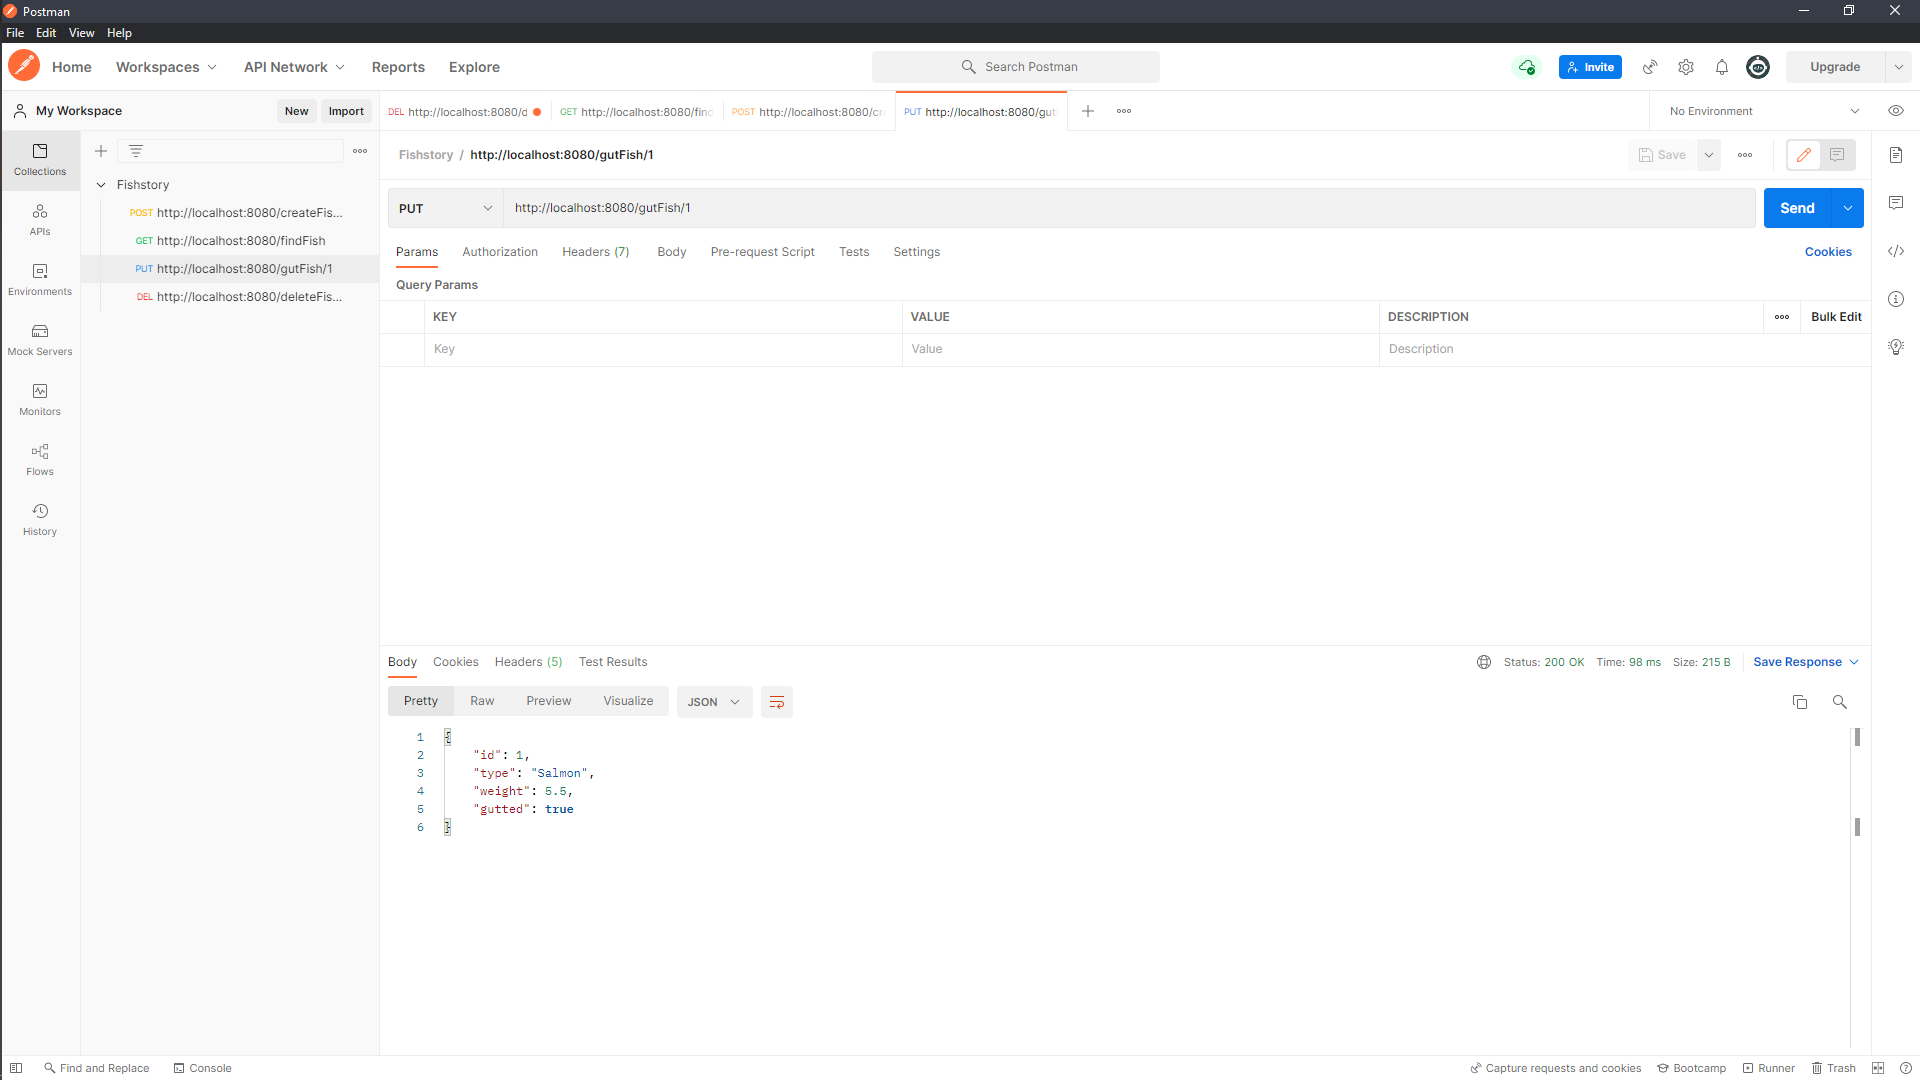 Postman
File Edit View Help
Home Workspaces API Network Reports Explore
Search Postman
Invite
Upgrade
My Workspace
New Import
DEL http://localhost:8080/d
GET http://localhost:8080/find
POST http://localhost:8080/cr
PUT http://localhost:8080/gut
No Environment
Collections
APIs
Environments
Mock Servers
Monitors
Flows
History
Fishstory
POST http://localhost:8080/createFis...
GET http://localhost:8080/findFish
PUT http://localhost:8080/gutFish/1
DEL http://localhost:8080/deleteFis...
Fishstory / http://localhost:8080/gutFish/1
Save
PUT http://localhost:8080/gutFish/1
Send
Params Authorization Headers (7) Body Pre-request Script Tests Settings
Cookies
Query Params
KEY VALUE DESCRIPTION Bulk Edit
Key Value Description
Body Cookies Headers (5) Test Results
Status: 200 OK Time: 98 ms Size: 215 B Save Response
Pretty Raw Preview Visualize JSON
1 {
2 "id": 1,
3 "type": "Salmon",
4 "weight": 5.5,
5 "gutted": true
6 }
Find and Replace Console
Capture requests and cookies Bootcamp Runner Trash